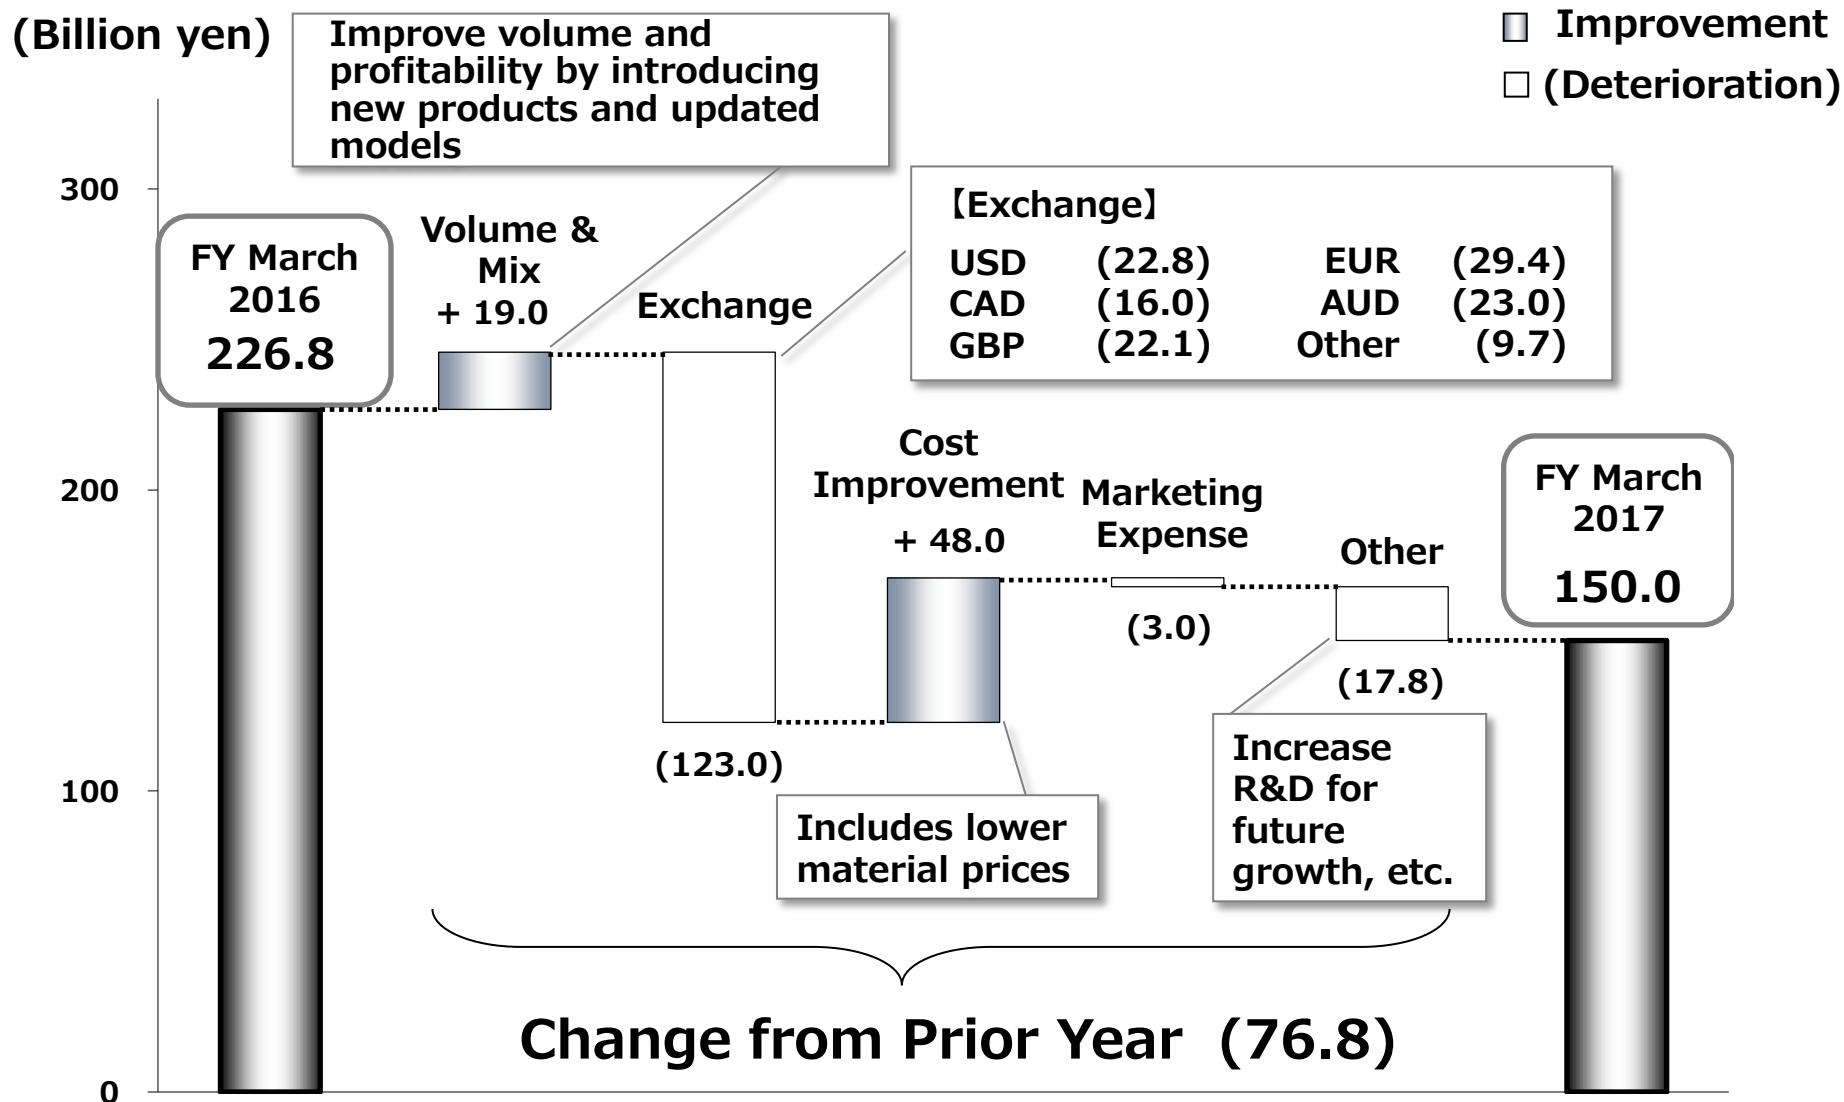 (Billion yen)
Improve volume and
profitability by introducing
new products and updated
models
Improvement
(Deterioration)
300
200
100
0
FY March
2016
226.8
Volume &
Mix
+ 19.0
Exchange
(123.0)
【Exchange】
USD (22.8) EUR (29.4)
CAD (16.0) AUD (23.0)
GBP (22.1) Other (9.7)
Cost
Improvement
+ 48.0
Includes lower
material prices
Marketing
Expense
(3.0)
Other
(17.8)
Increase
R&D for
future
growth, etc.
FY March
2017
150.0
Change from Prior Year (76.8)